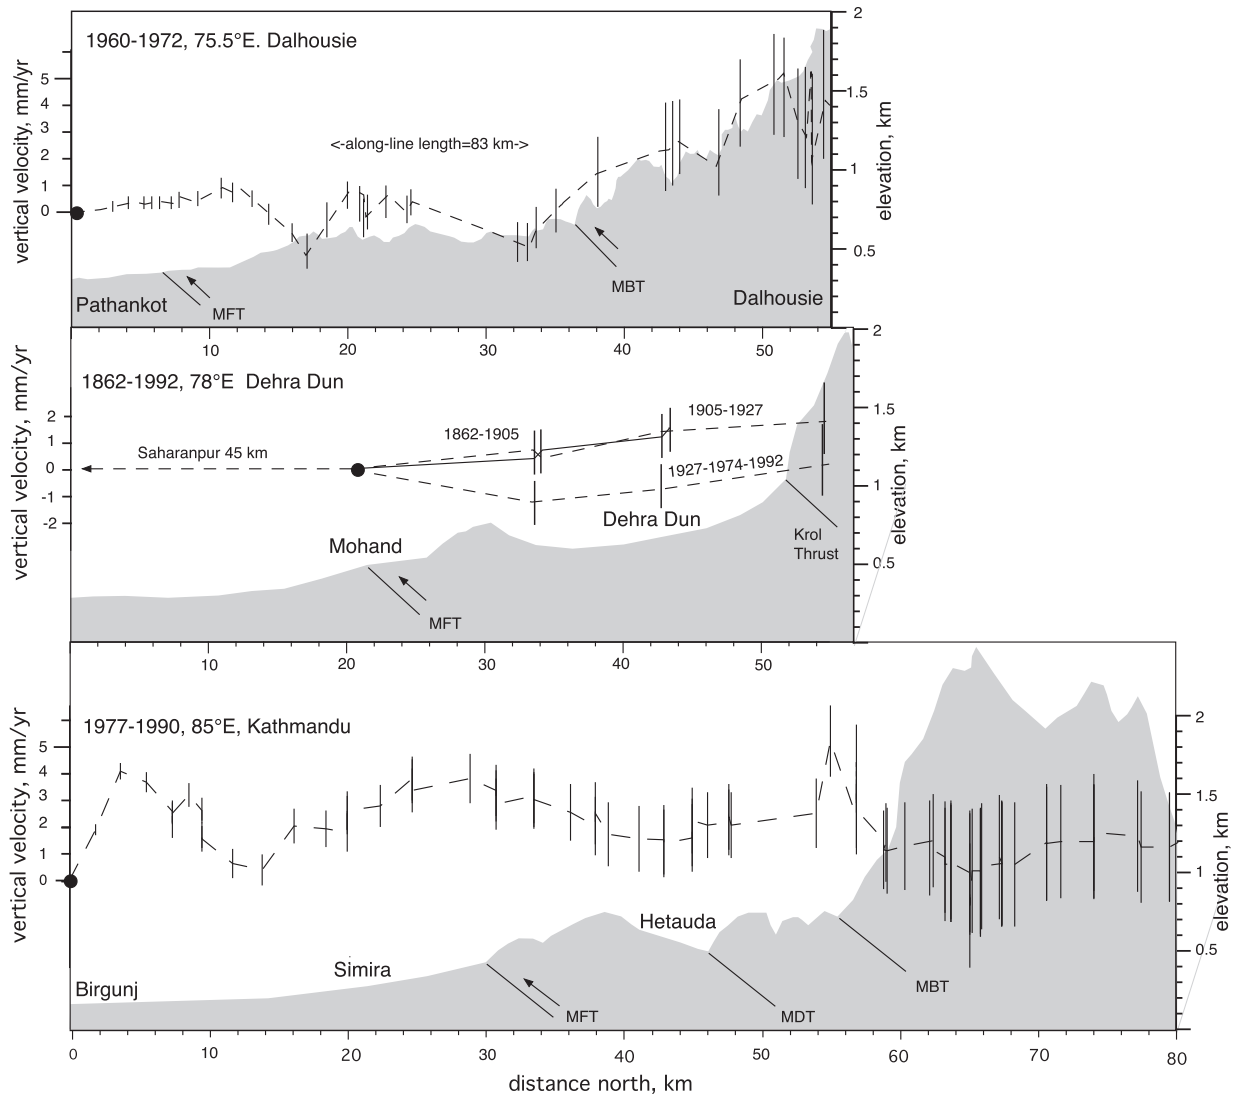 1960-1972, 75.5°E. Dalhousie
vertical velocity, mm/yr
5
4
3
2
1
0
<-along-line length=83 km->
2
1.5
1
0.5
elevation, km
Pathankot
MFT
MBT
Dalhousie
10
20
30
40
50
1862-1992, 78°E Dehra Dun
vertical velocity, mm/yr
2
1
0
-1
-2
Saharanpur 45 km
1862-1905
1905-1927
1927-1974-1992
Dehra Dun
Mohand
MFT
Krol
Thrust
2
1.5
1
0.5
elevation, km
10
20
30
40
50
1977-1990, 85°E, Kathmandu
vertical velocity, mm/yr
5
4
3
2
1
0
Birgunj
Simira
Hetauda
MFT
MDT
MBT
2
1.5
1
0.5
elevation, km
0
10
20
30
40
50
60
70
80
distance north, km